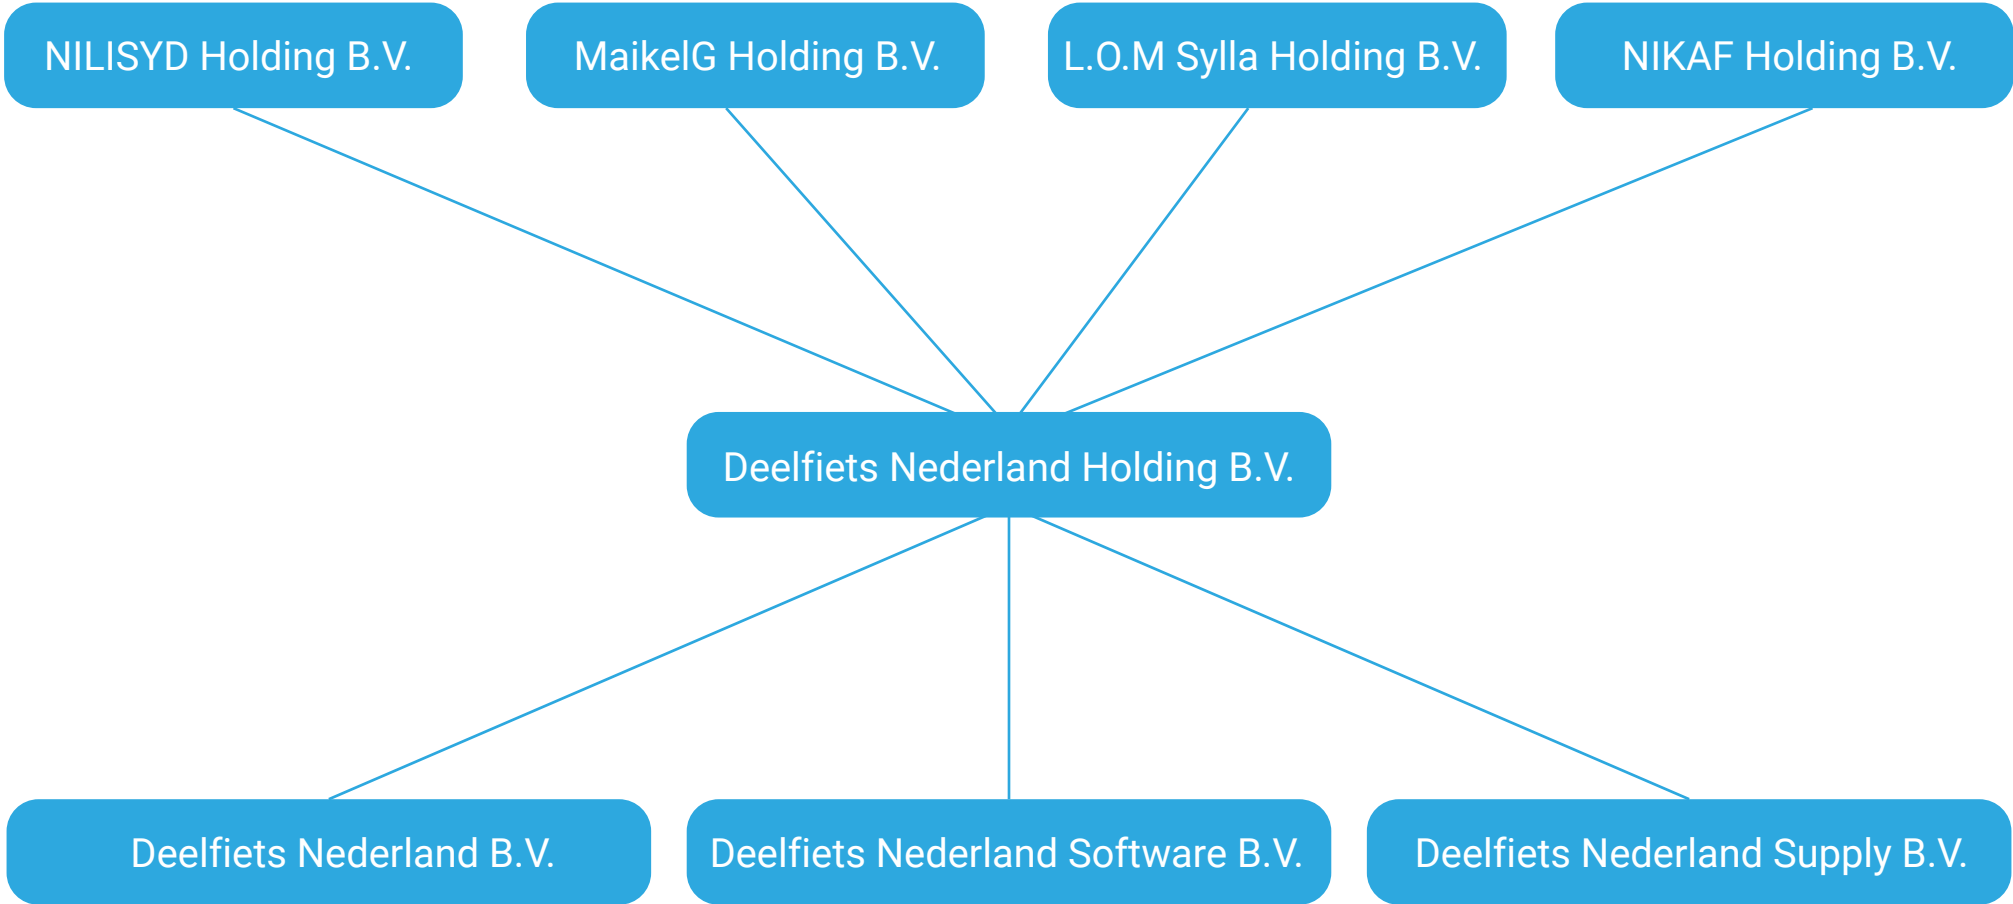 NILISYD Holding B.V.
MaikelG Holding B.V.
L.O.M Sylla Holding B.V.
NIKAF Holding B.V.
Deelfiets Nederland Holding B.V.
Deelfiets Nederland B.V.
Deelfiets Nederland Software B.V.
Deelfiets Nederland Supply B.V.